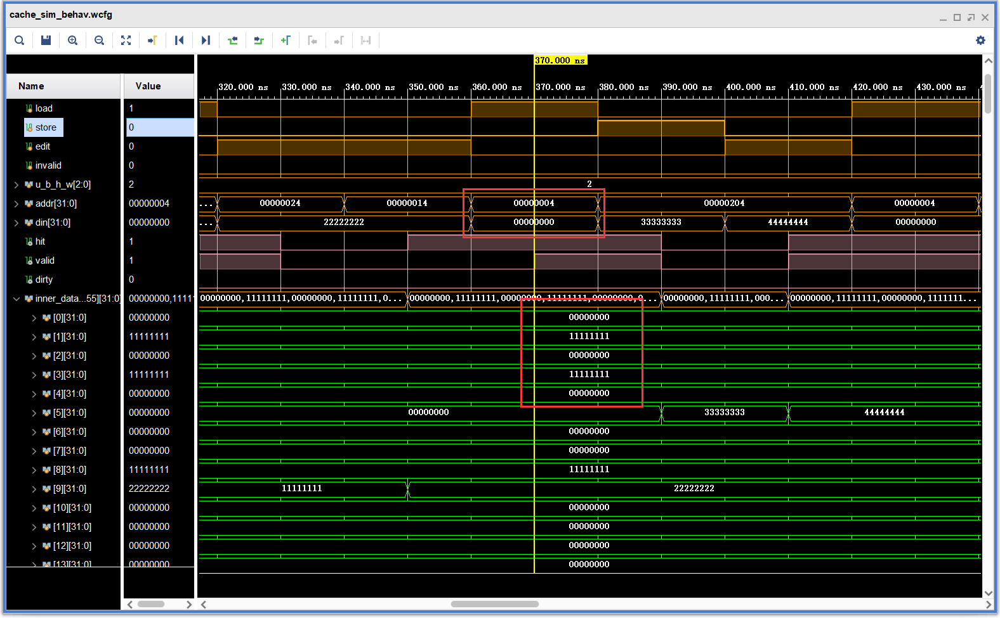 cache_sim_behav.wcfg
370.000 ns
Name Value
320.000 ns 330.000 ns 340.000 ns 350.000 ns 360.000 ns 370.000 ns 380.000 ns 390.000 ns 400.000 ns 410.000 ns 420.000 ns 430.000 ns
load 1
store 0
edit 0
invalid 0
u_b_h_w[2:0] 2 2
addr[31:0] 00000004 ... 00000024 00000014 00000004 00000204 00000004
din[31:0] 00000000 ... 22222222 00000000 33333333 44444444 00000000
hit 1
valid 1
dirty 0
inner_data...55][31:0] 00000000,1111 00000000,11111111,00000000,11111111,0... 00000000,11111111,00000000,11111111,00000000,0... 00000000,11111111,000... 00000000,11111111,00000000,1111111...
[0][31:0] 00000000 00000000
[1][31:0] 11111111 11111111
[2][31:0] 00000000 00000000
[3][31:0] 11111111 11111111
[4][31:0] 00000000 00000000
[5][31:0] 00000000 00000000 33333333 44444444
[6][31:0] 00000000 00000000
[7][31:0] 00000000 00000000
[8][31:0] 11111111 11111111
[9][31:0] 22222222 11111111 22222222
[10][31:0] 00000000 00000000
[11][31:0] 00000000 00000000
[12][31:0] 00000000 00000000
[13][31:0] 00000000 00000000